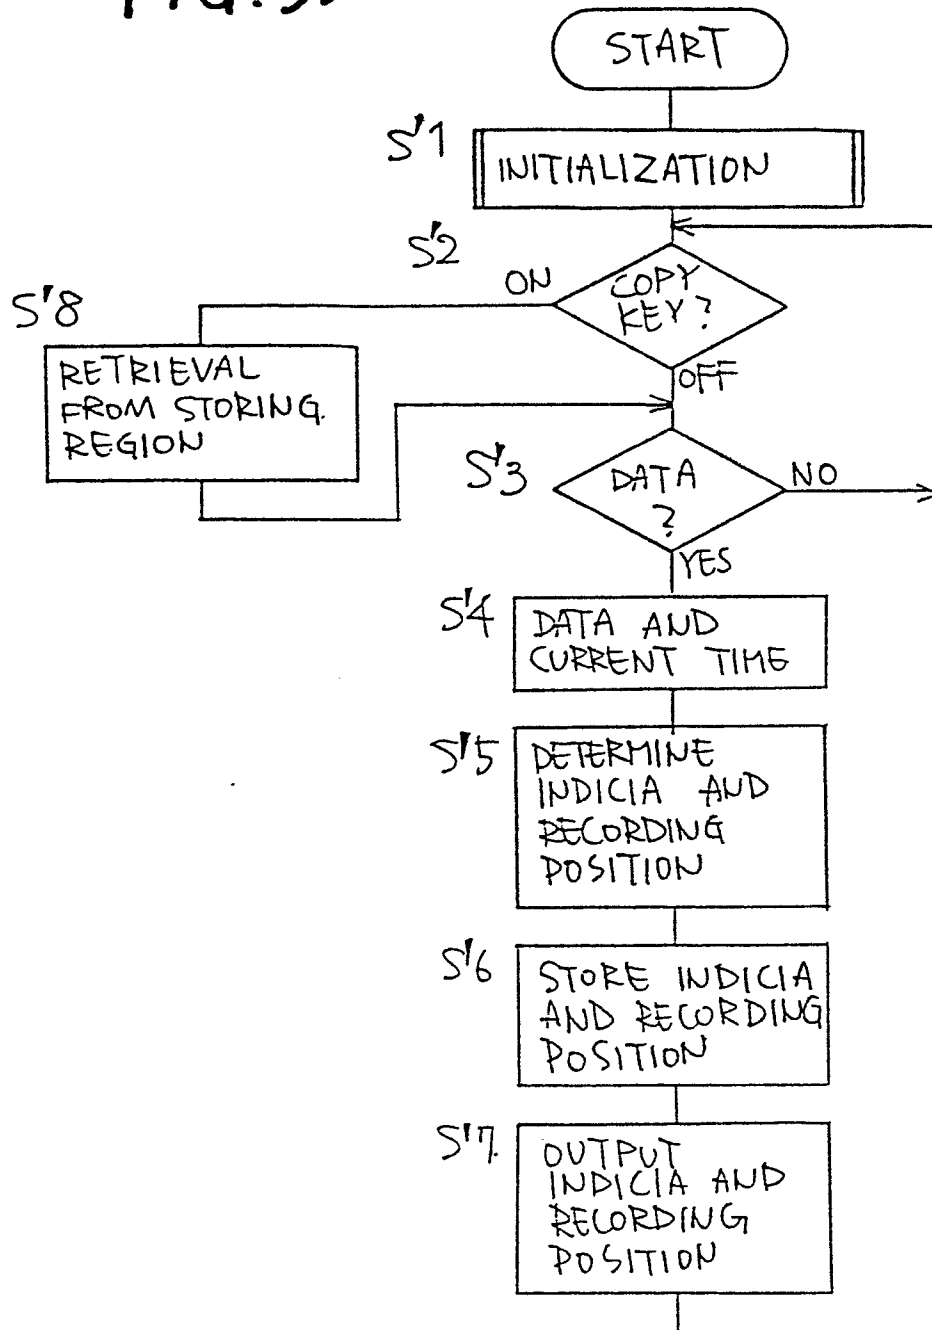 START
S'1
INITIALIZATION
S'2
ON
COPY
KEY?
OFF
S'8
RETRIEVAL
FROM STORING.
REGION
S'3
DATA
?
NO
YES
S'4
DATA AND
CURRENT TIME
S'5
DETERMINE
INDICIA AND
RECORDING
POSITION
S'6
STORE INDICIA
AND RECORDING
POSITION
S'7.
OUTPUT
INDICIA AND
RECORDING
POSITION